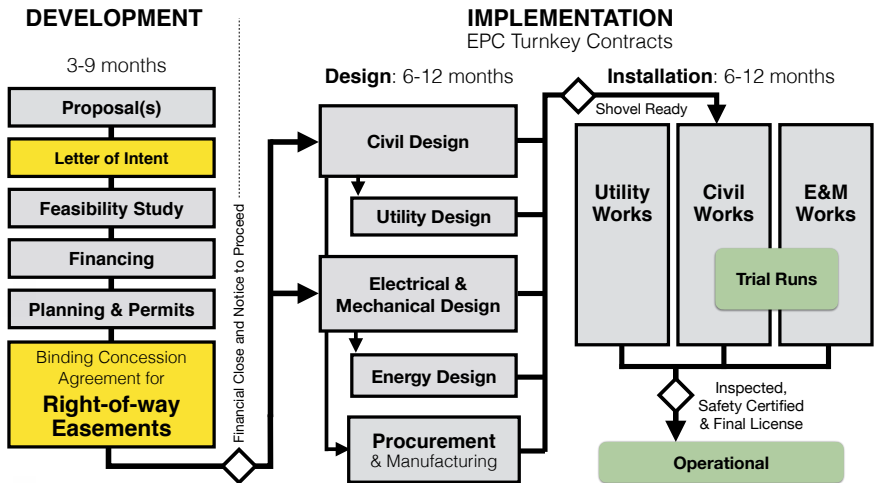 DEVELOPMENT
3-9 months
Proposal(s)
Letter of Intent
Feasibility Study
Financing
Planning & Permits
Binding Concession
Agreement for
Right-of-way
Easements
Financial Close and Notice to Proceed
IMPLEMENTATION
EPC Turnkey Contracts
Design: 6-12 months
Civil Design
Utility Design
Electrical &
Mechanical Design
Energy Design
Procurement
& Manufacturing
Installation: 6-12 months
Shovel Ready
Utility
Works
Civil
Works
E&M
Works
Trial Runs
Inspected,
Safety Certified
& Final License
Operational